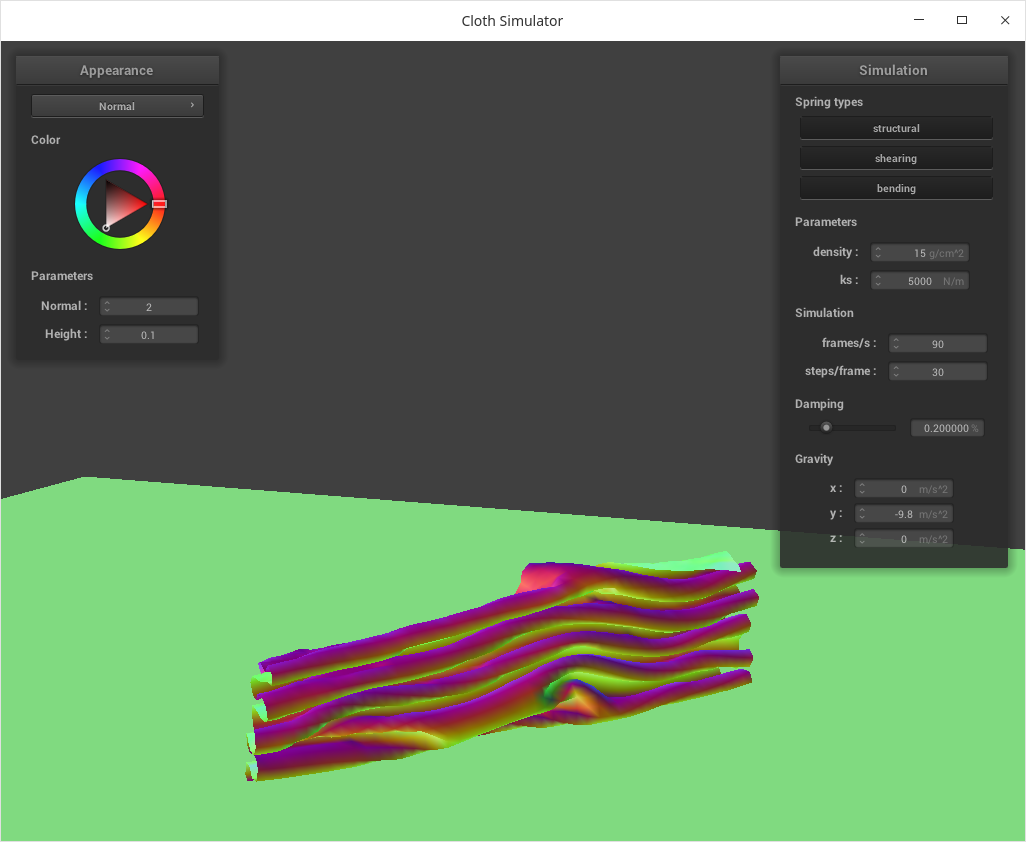 Cloth Simulator
Appearance
Normal
Color
Parameters
Normal : 2
Height : 0.1
Simulation
Spring types
structural
shearing
bending
Parameters
density : 15 g/cm^2
ks : 5000 N/m
Simulation
frames/s : 90
steps/frame : 30
Damping
0.200000 %
Gravity
x : 0 m/s^2
y : -9.8 m/s^2
z : 0 m/s^2